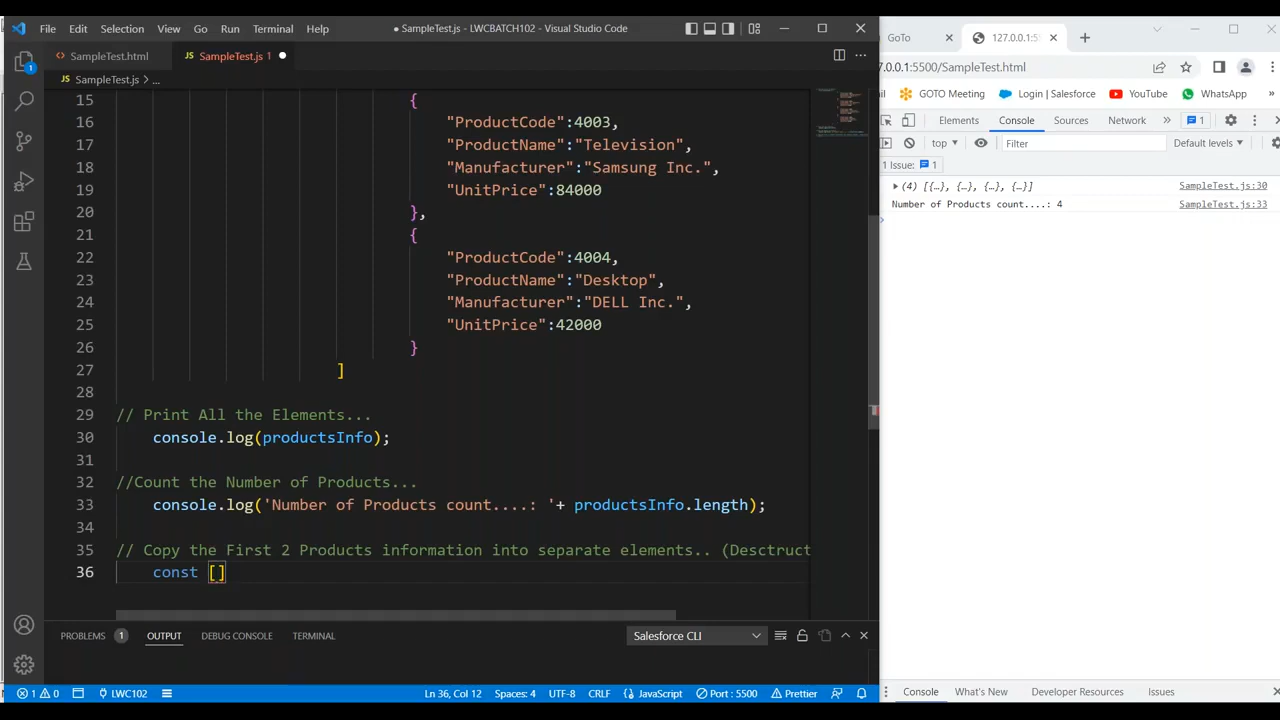 File Edit Selection View Go Run Terminal Help
● SampleTest.js - LWCBATCH102 - Visual Studio Code
GoTo
127.0.0.1:5
SampleTest.html
JS SampleTest.js 1
27.0.0.1:5500/SampleTest.html
JS SampleTest.js > ...
GOTO Meeting
Login | Salesforce
YouTube
WhatsApp
»
Elements Console Sources Network » 1
top Filter Default levels
1 Issue: 1
(4) [{…}, {…}, {…}, {…}] SampleTest.js:30
Number of Products count....: 4 SampleTest.js:33
15 {
16 "ProductCode":4003,
17 "ProductName":"Television",
18 "Manufacturer":"Samsung Inc.",
19 "UnitPrice":84000
20 },
21 {
22 "ProductCode":4004,
23 "ProductName":"Desktop",
24 "Manufacturer":"DELL Inc.",
25 "UnitPrice":42000
26 }
27 ]
28
29 // Print All the Elements...
30 console.log(productsInfo);
31
32 //Count the Number of Products...
33 console.log('Number of Products count....: '+ productsInfo.length);
34
35 // Copy the First 2 Products information into separate elements.. (Desctruct
36 const []
PROBLEMS 1 OUTPUT DEBUG CONSOLE TERMINAL Salesforce CLI
1 0 LWC102
Ln 36, Col 12 Spaces: 4 UTF-8 CRLF {} JavaScript Port : 5500 Prettier
Console What's New Developer Resources Issues